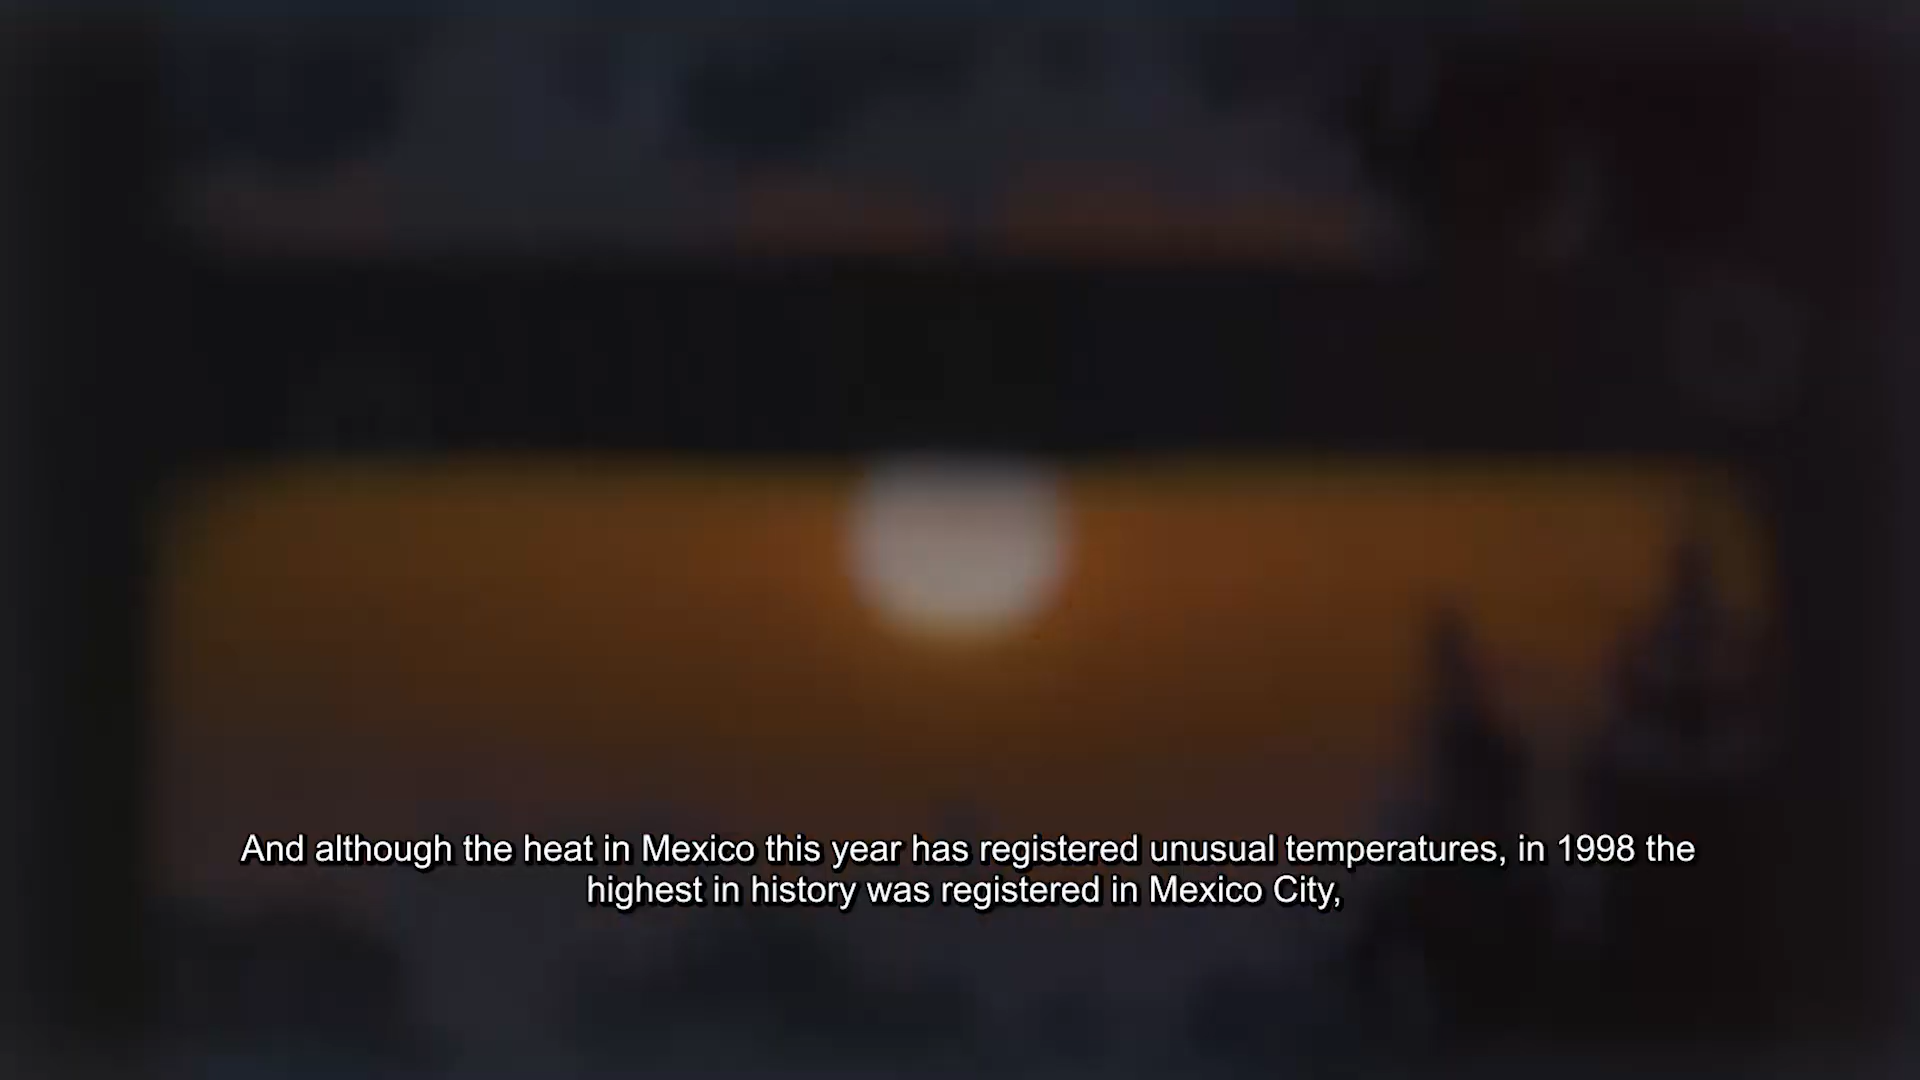 And although the heat in Mexico this year has registered unusual temperatures, in 1998 the
highest in history was registered in Mexico City,